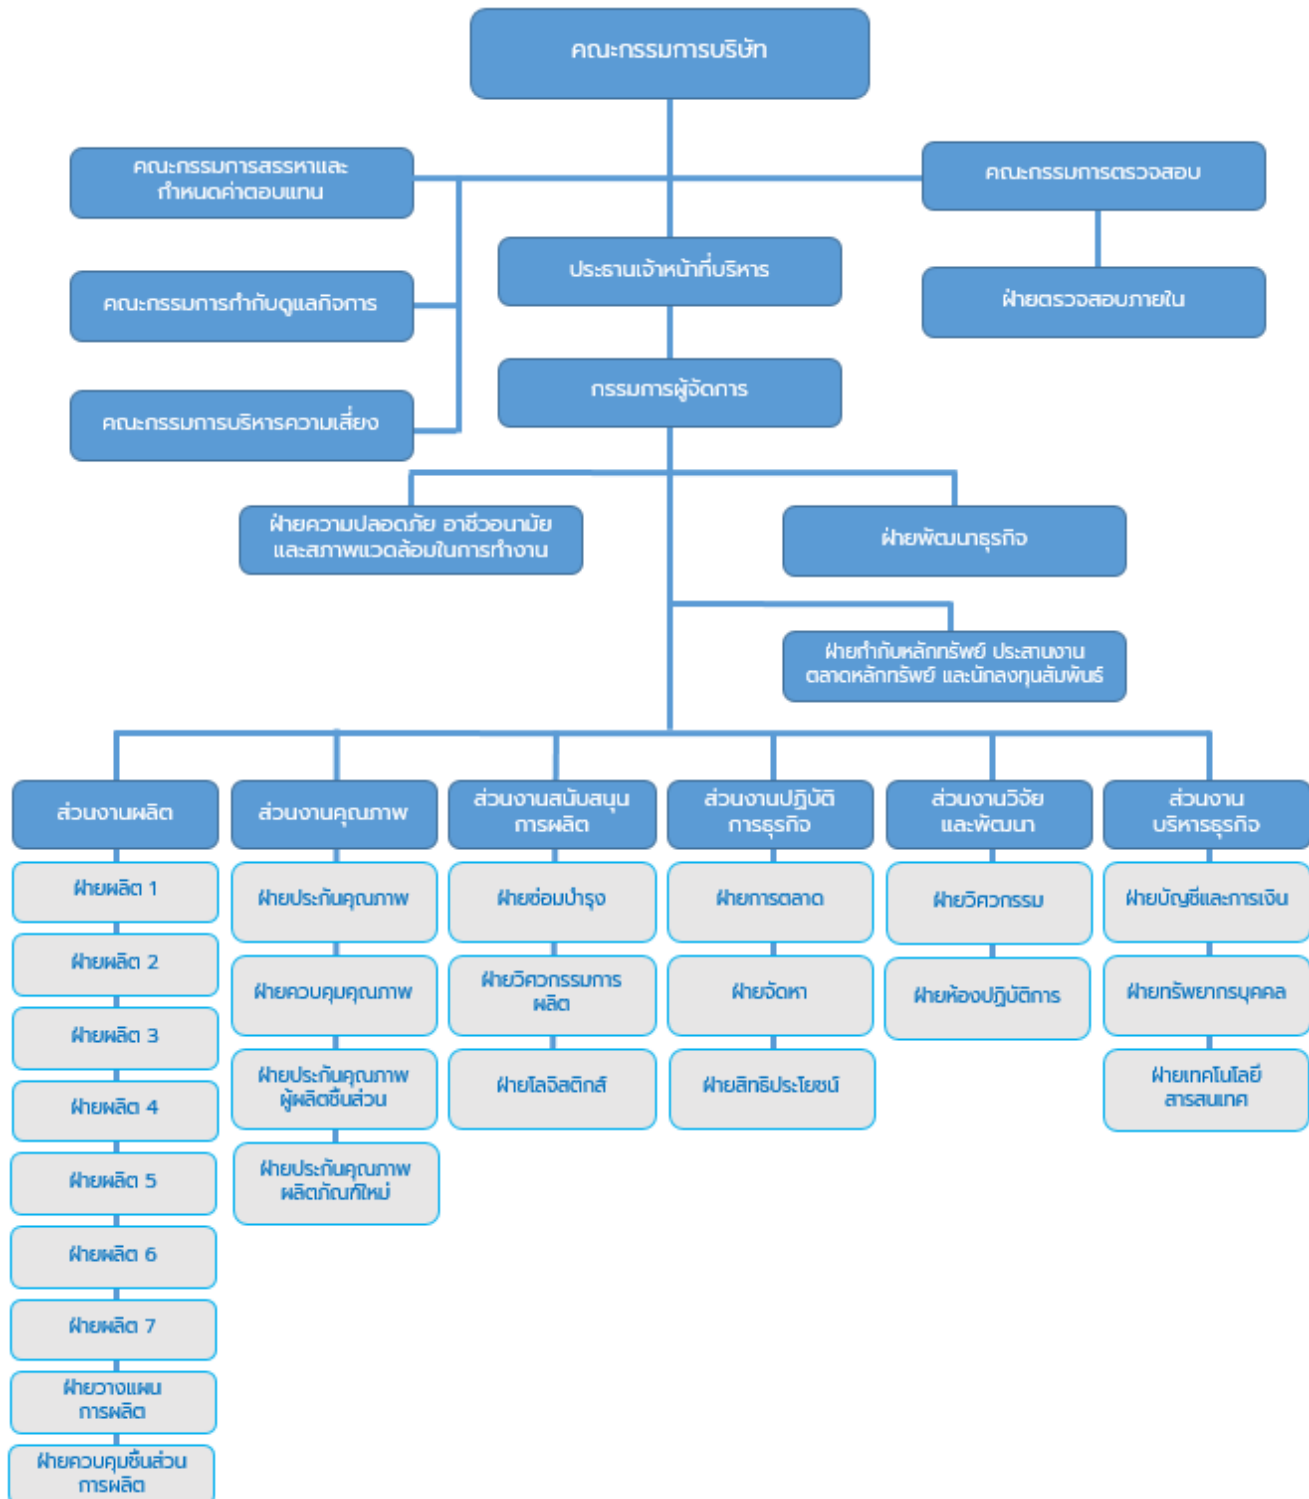 คณะกรรมการบริษัท
คณะกรรมการสรรหาและ
กำหนดค่าตอบแทน
คณะกรรมการตรวจสอบ
ประธานเจ้าหน้าที่บริหาร
คณะกรรมการกำกับดูแลกิจการ
ฝ่ายตรวจสอบภายใน
กรรมการผู้จัดการ
คณะกรรมการบริหารความเสี่ยง
ฝ่ายความปลอดภัย อาชีวอนามัย
และสภาพแวดล้อมในการทำงาน
ฝ่ายพัฒนาธุรกิจ
ฝ่ายกำกับหลักทรัพย์ ประสานงาน
ตลาดหลักทรัพย์ และนักลงทุนสัมพันธ์
ส่วนงานผลิต
ฝ่ายผลิต 1
ฝ่ายผลิต 2
ฝ่ายผลิต 3
ฝ่ายผลิต 4
ฝ่ายผลิต 5
ฝ่ายผลิต 6
ฝ่ายผลิต 7
ฝ่ายวางแผน
การผลิต
ฝ่ายควบคุมชิ้นส่วน
การผลิต
ส่วนงานคุณภาพ
ฝ่ายประกันคุณภาพ
ฝ่ายควบคุมคุณภาพ
ฝ่ายประกันคุณภาพ
ผู้ผลิตชิ้นส่วน
ฝ่ายประกันคุณภาพ
ผลิตภัณฑ์ใหม่
ส่วนงานสนับสนุน
การผลิต
ฝ่ายซ่อมบำรุง
ฝ่ายวิศวกรรมการ
ผลิต
ฝ่ายโลจิสติกส์
ส่วนงานปฏิบัติ
การธุรกิจ
ฝ่ายการตลาด
ฝ่ายจัดหา
ฝ่ายสิทธิประโยชน์
ส่วนงานวิจัย
และพัฒนา
ฝ่ายวิศวกรรม
ฝ่ายห้องปฏิบัติการ
ส่วนงาน
บริหารธุรกิจ
ฝ่ายบัญชีและการเงิน
ฝ่ายทรัพยากรบุคคล
ฝ่ายเทคโนโลยี
สารสนเทศ